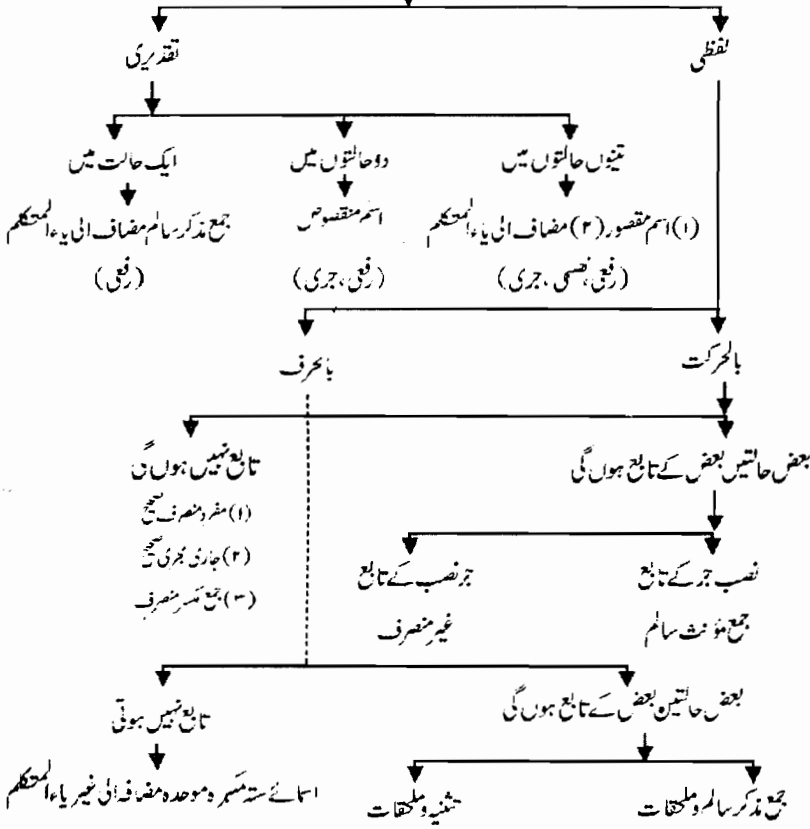 لفظی تقدیری
تینوں حالتوں میں دو حالتوں میں ایک حالت میں
(۱) اسم مقصور (۲) مضاف الی یاء المتکلم اسم منقوص جمع مذکر سالم مضاف الی یاء المتکلم
(رفعی، نصبی، جری) (رفعی، جری) (رفعی)
بالحرکت بالحرف
بعض حالتیں بعض کے تابع ہوں گی تابع نہیں ہوں گی
(۱) مفرد منصرف صحیح
(۲) جاری مجری صحیح
(۳) جمع مکسر منصرف
نصب جر کے تابع جر نصب کے تابع
جمع مؤنث سالم غیر منصرف
بعض حالتیں بعض کے تابع ہوں گی تابع نہیں ہوتی
جمع مذکر سالم و ملحقات تثنیہ و ملحقات اسمائے ستہ مکبرہ موحدہ مضافہ الی غیر یاء المتکلم